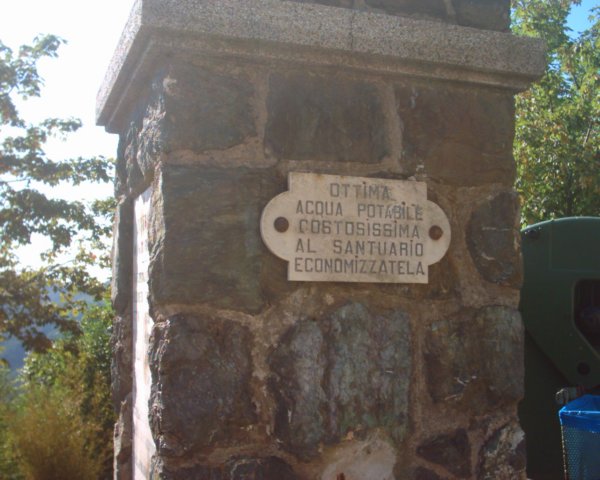 OTTIMA
ACQUA POTABILE
COSTOSISSIMA
AL SANTUARIO
ECONOMIZZATELA